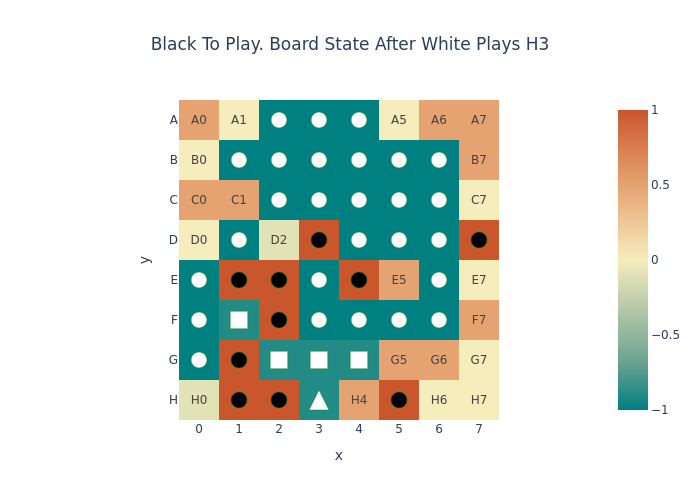 Black To Play. Board State After White Plays H3
A A0 A1 A5 A6 A7 1
B B0 B7
C C0 C1 C7 0.5
D D0 D2
y E E5 E7 0
F F7 −0.5
G G5 G6 G7
H H0 H4 H6 H7 −1
0 1 2 3 4 5 6 7
x